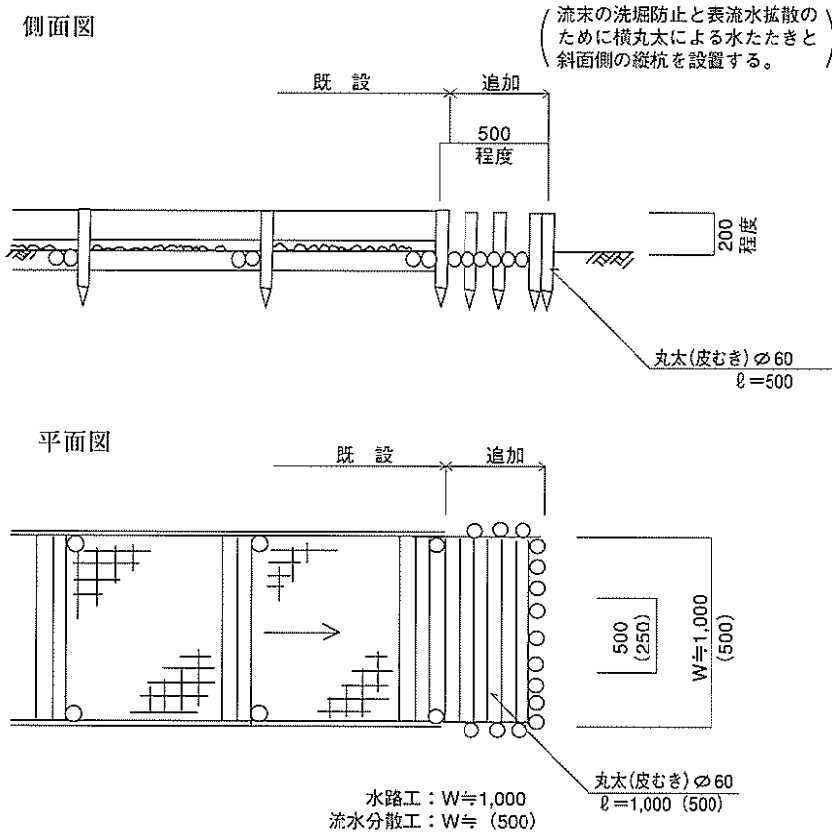 側面図
流末の洗堀防止と表流水拡散の
ために横丸太による水たたきと
斜面側の縦杭を設置する。
既 設
追加
500
程度
200
程度
丸太(皮むき)∅60
ℓ=500
平面図
既 設
追加
500
(250)
W≒1,000
(500)
丸太(皮むき)∅60
ℓ=1,000 (500)
水路工：W≒1,000
流水分散工：W≒ (500)